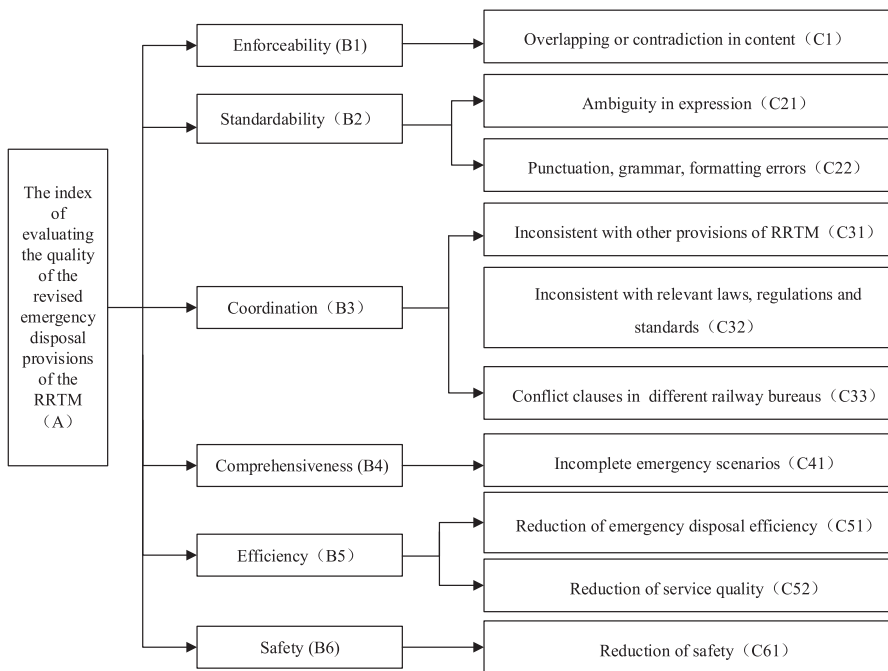 The index
of
evaluating
the quality
of the
revised
emergency
disposal
provisions
of the
RRTM
（A）
Enforceability (B1)
Overlapping or contradiction in content（C1）
Standardability（B2）
Ambiguity in expression（C21）
Punctuation, grammar, formatting errors（C22）
Coordination（B3）
Inconsistent with other provisions of RRTM（C31）
Inconsistent with relevant laws, regulations and
standards（C32）
Conflict clauses in different railway bureaus（C33）
Comprehensiveness (B4)
Incomplete emergency scenarios（C41）
Efficiency（B5）
Reduction of emergency disposal efficiency（C51）
Reduction of service quality（C52）
Safety (B6)
Reduction of safety（C61）